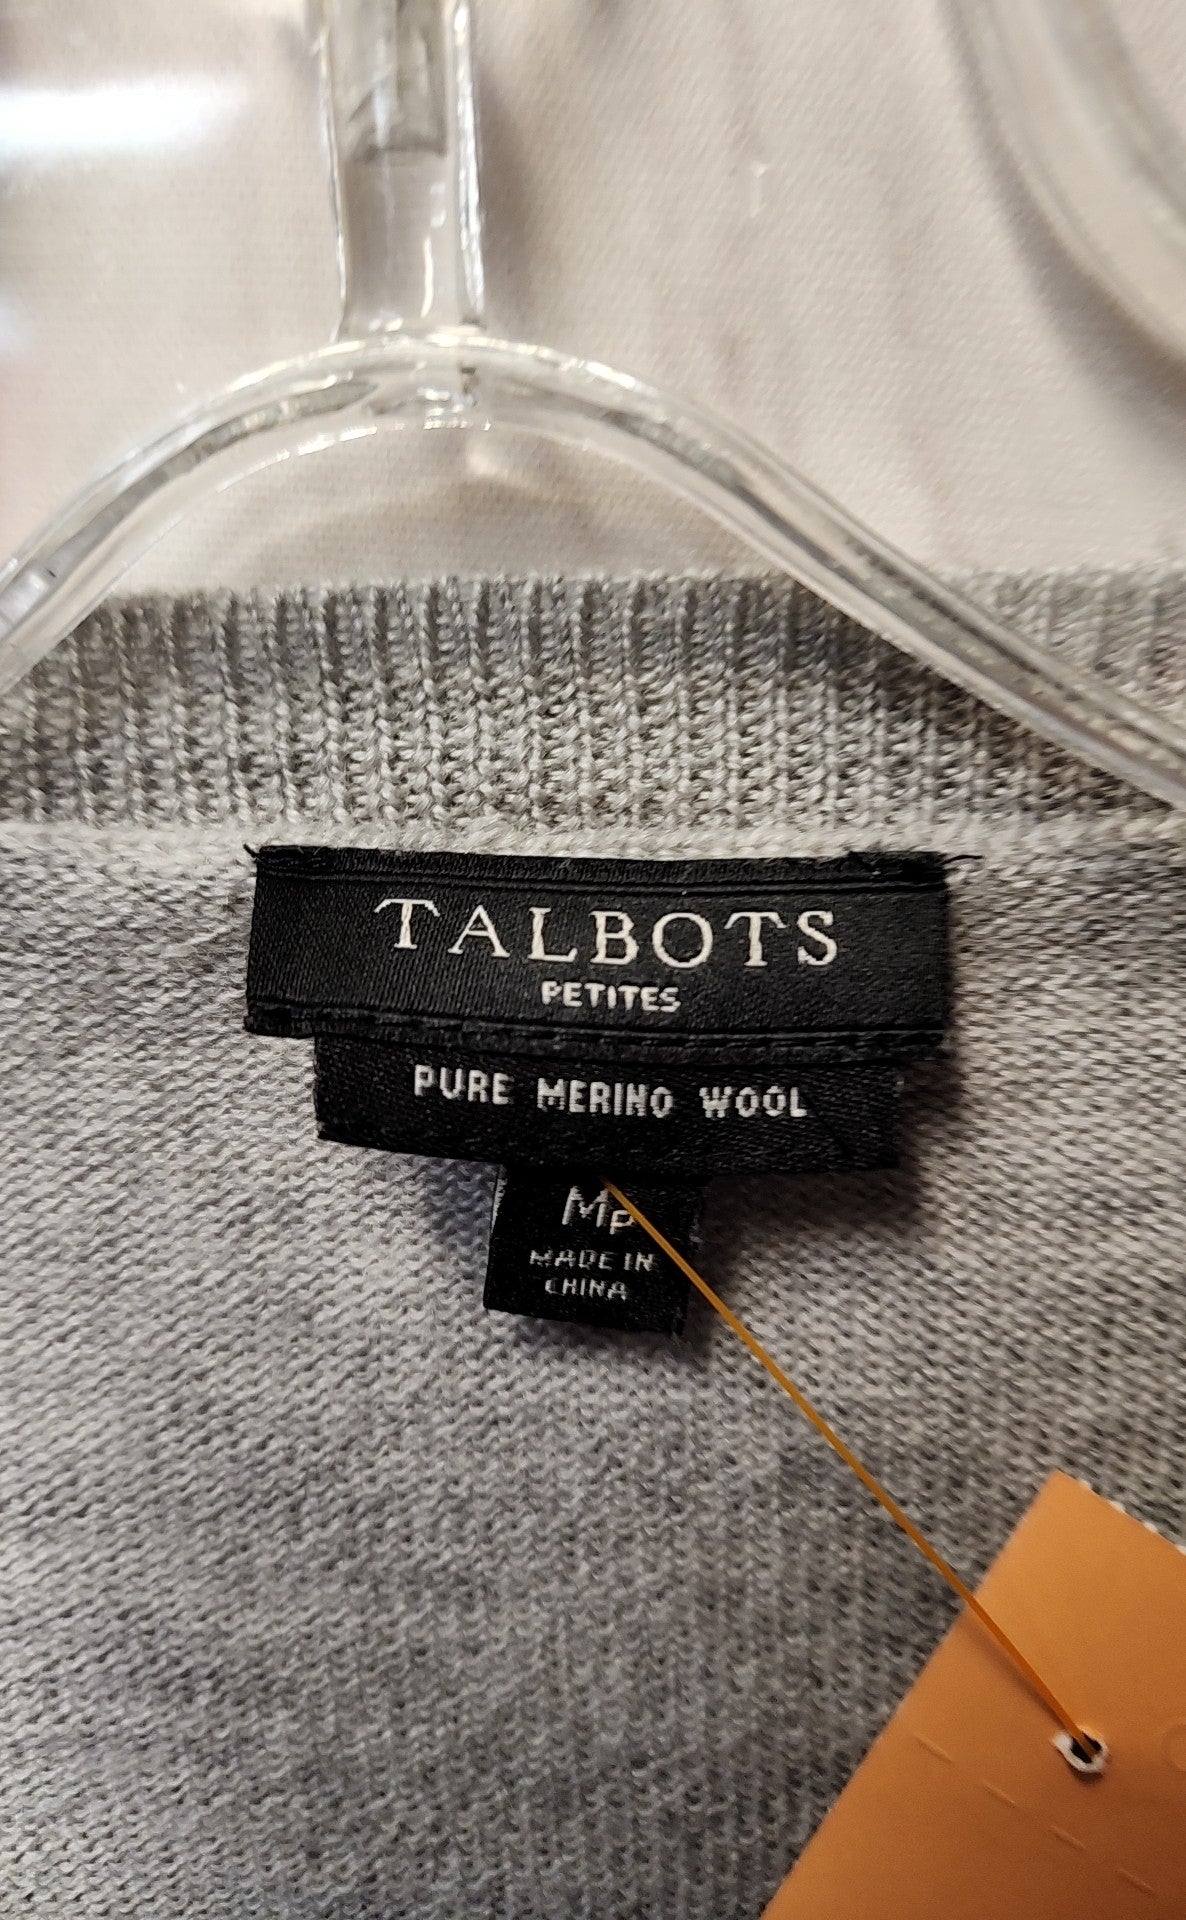 TALBOTS
PETITES
PURE MERINO WOOL
MP
MADE IN
CHINA